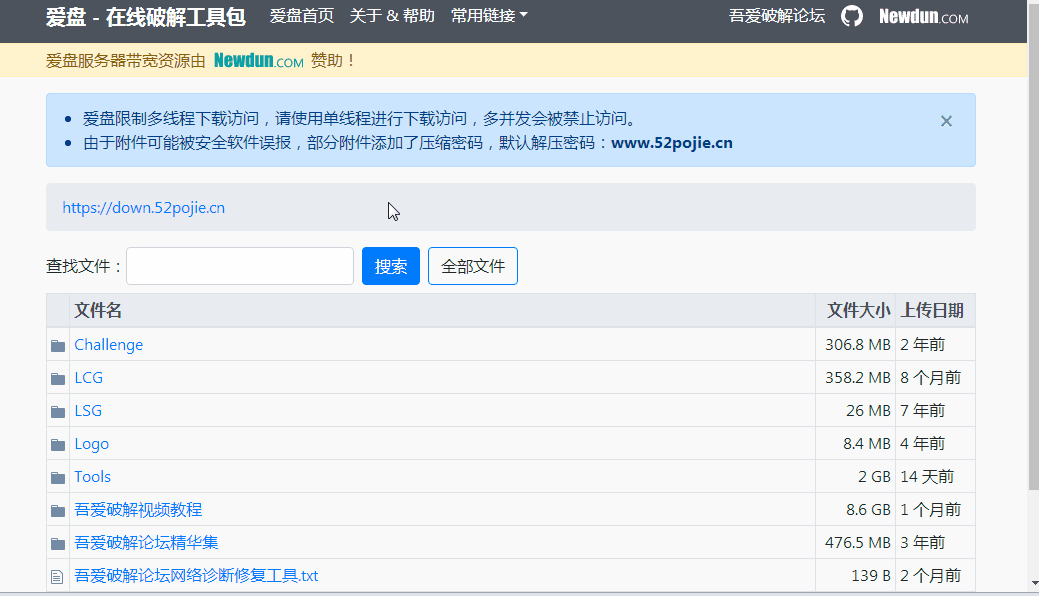 爱盘 - 在线破解工具包 爱盘首页 关于 & 帮助 常用链接 吾爱破解论坛 Newdun.COM
爱盘服务器带宽资源由 Newdun.COM 赞助！
爱盘限制多线程下载访问，请使用单线程进行下载访问，多并发会被禁止访问。
由于附件可能被安全软件误报，部分附件添加了压缩密码，默认解压密码：www.52pojie.cn
https://down.52pojie.cn
查找文件： 搜索 全部文件
文件名 文件大小 上传日期
Challenge 306.8 MB 2 年前
LCG 358.2 MB 8 个月前
LSG 26 MB 7 年前
Logo 8.4 MB 4 年前
Tools 2 GB 14 天前
吾爱破解视频教程 8.6 GB 1 个月前
吾爱破解论坛精华集 476.5 MB 3 年前
吾爱破解论坛网络诊断修复工具.txt 139 B 2 个月前